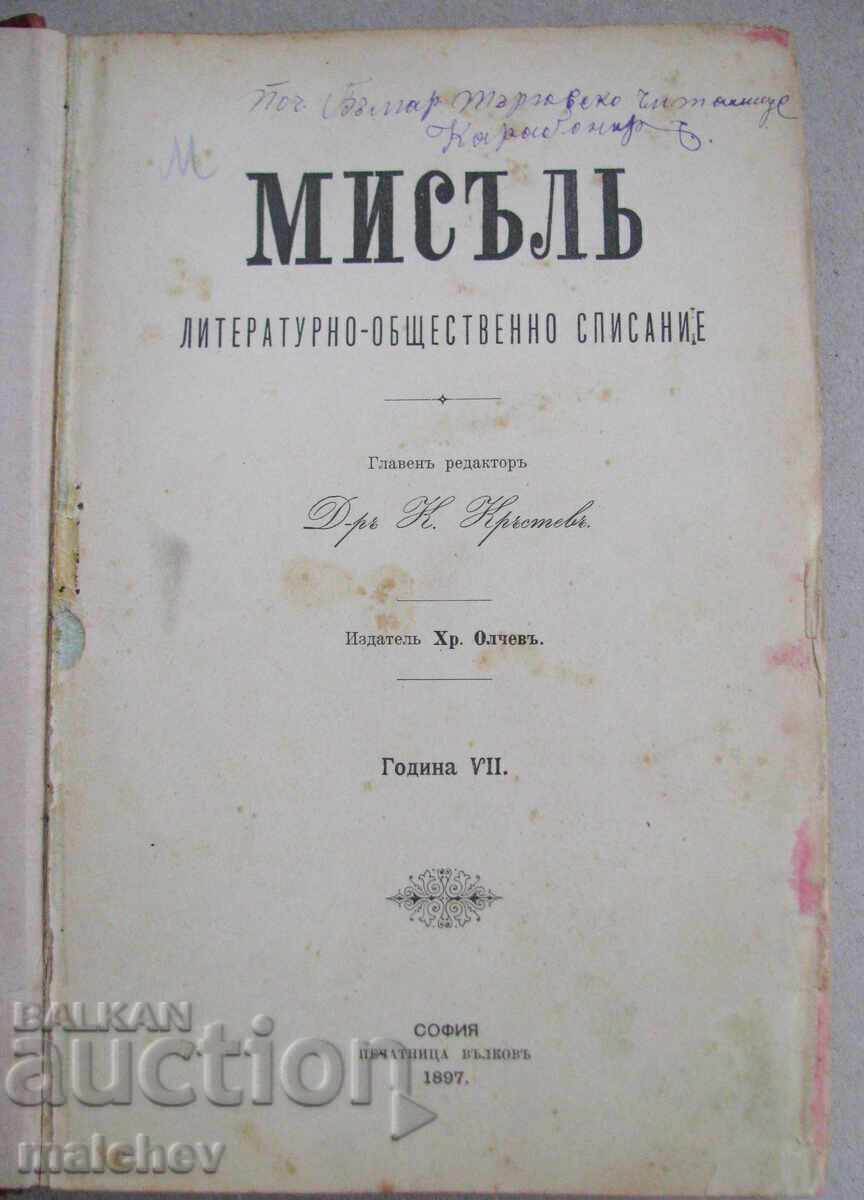 Поч. Българ Търговско Читалище
М
МИСЪЛЬ
ЛИТЕРАТУРНО-ОБЩЕСТВЕННО СПИСАНИЕ
Главенъ редакторъ
Д-ръ К. Кръстевъ.
Издатель Хр. Олчевъ.
Година VII.
СОФИЯ
ПЕЧАТНИЦА ВЪЛКОВЪ
1897.
BALKAN
auction
malchev